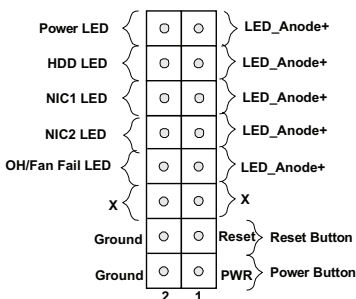 Power LED LED_Anode+
HDD LED LED_Anode+
NIC1 LED LED_Anode+
NIC2 LED LED_Anode+
OH/Fan Fail LED LED_Anode+
X X
Ground Reset Reset Button
Ground PWR Power Button
2 1